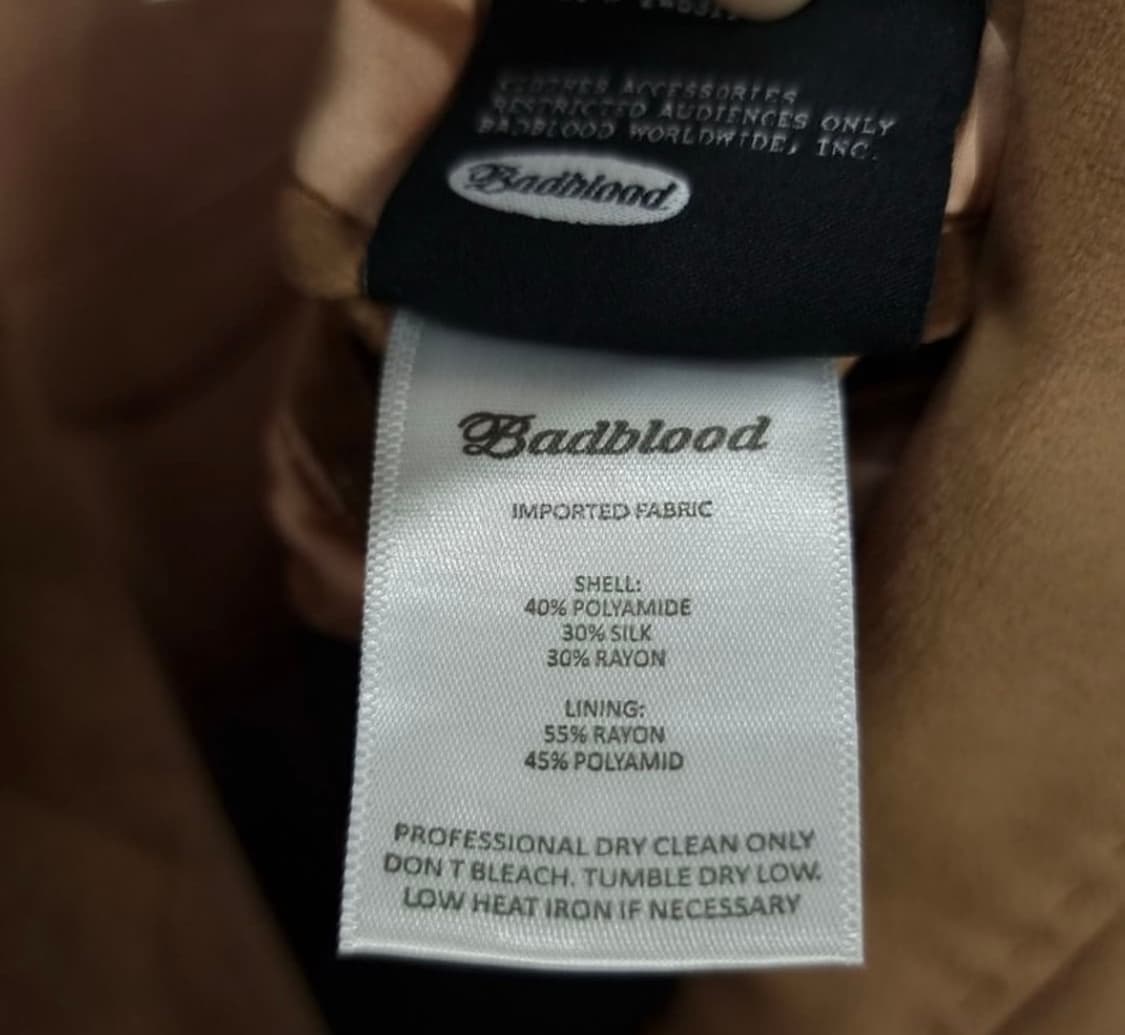 CLOTHES ACCESSORIES
RESTRICTED AUDIENCES ONLY
BADBLOOD WORLDWIDE, INC.
Badblood
Badblood
IMPORTED FABRIC
SHELL:
40% POLYAMIDE
30% SILK
30% RAYON
LINING:
55% RAYON
45% POLYAMID
PROFESSIONAL DRY CLEAN ONLY
DON T BLEACH. TUMBLE DRY LOW.
LOW HEAT IRON IF NECESSARY